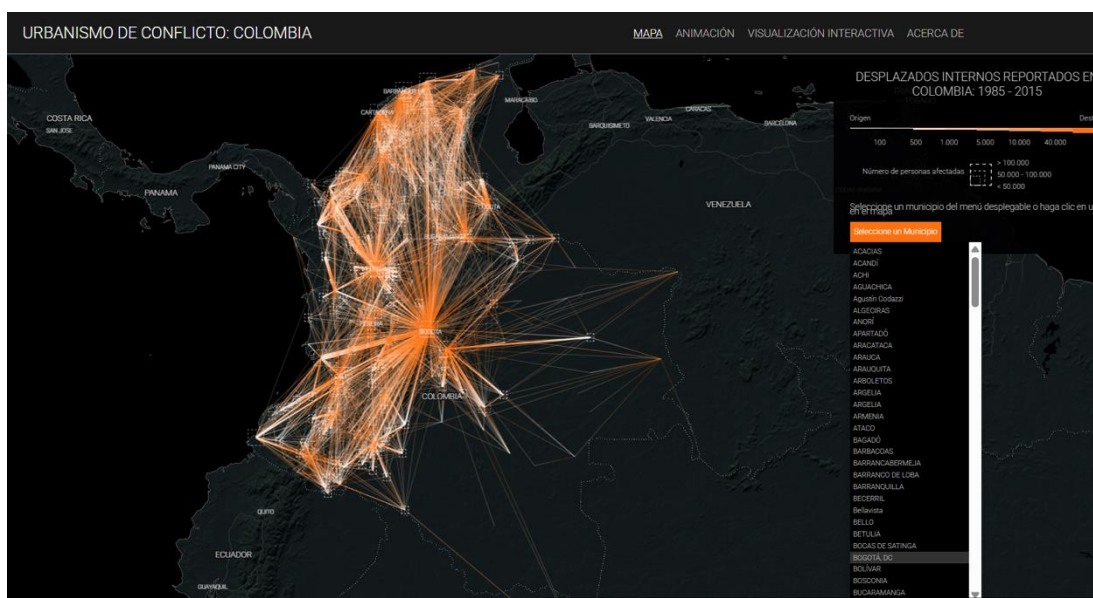 URBANISMO DE CONFLICTO: COLOMBIA
MAPA ANIMACIÓN VISUALIZACIÓN INTERACTIVA ACERCA DE
DESPLAZADOS INTERNOS REPORTADOS EN
COLOMBIA: 1985 - 2015
Origen
100 500 1.000 5.000 10.000 40.000
Número de personas afectadas
> 100.000
50.000 - 100.000
< 50.000
Seleccione un municipio del menú desplegable o haga clic en
en el mapa
Seleccione un Municipio
ACACIAS
ACANDÍ
ACHI
AGUACHICA
Agustín Codazzi
ALGECIRAS
ANORÍ
APARTADÓ
ARACATACA
ARAUCA
ARAUQUITA
ARBOLETOS
ARGELIA
ARGELIA
ARMENIA
ATACO
BAGADÓ
BARBACOAS
BARRANCABERMEJA
BARRANCO DE LOBA
BARRANQUILLA
BECERRIL
Bellavista
BELLO
BETULIA
BOCAS DE SATINGA
BOGOTÁ, DC
BOLÍVAR
BOSCONIA
BUCARAMANGA
COSTA RICA
SAN JOSE
PANAMA CITY
PANAMA
MARACAIBO
BARQUISIMETO
VALENCIA
CARACAS
BARCELONA
VENEZUELA
BOGOTA
COLOMBIA
QUITO
ECUADOR
GUAYAQUIL